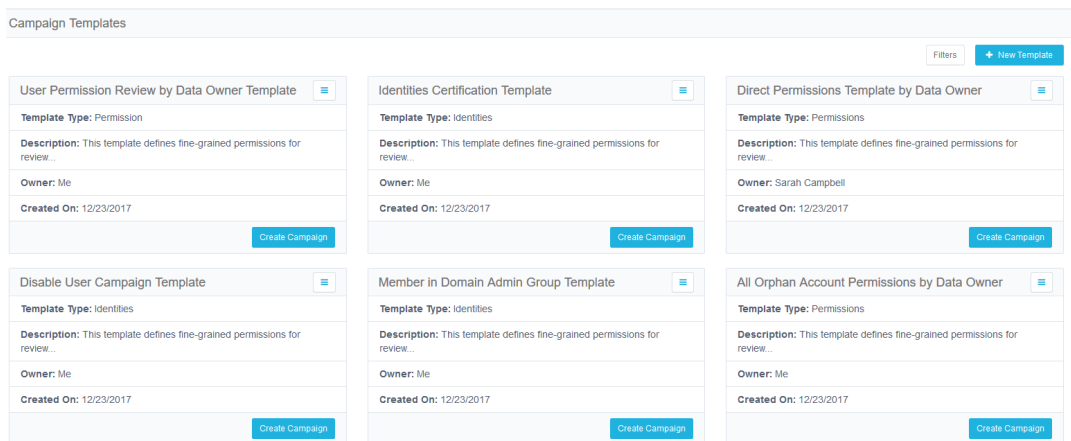 Campaign Templates
Filters
+ New Template
User Permission Review by Data Owner Template
Template Type: Permission
Description: This template defines fine-grained permissions for
review...
Owner: Me
Created On: 12/23/2017
Create Campaign
Identities Certification Template
Template Type: Identities
Description: This template defines fine-grained permissions for
review...
Owner: Me
Created On: 12/23/2017
Create Campaign
Direct Permissions Template by Data Owner
Template Type: Permissions
Description: This template defines fine-grained permissions for
review...
Owner: Sarah Campbell
Created On: 12/23/2017
Create Campaign
Disable User Campaign Template
Template Type: Identities
Description: This template defines fine-grained permissions for
review...
Owner: Me
Created On: 12/23/2017
Create Campaign
Member in Domain Admin Group Template
Template Type: Identities
Description: This template defines fine-grained permissions for
review...
Owner: Me
Created On: 12/23/2017
Create Campaign
All Orphan Account Permissions by Data Owner
Template Type: Permissions
Description: This template defines fine-grained permissions for
review...
Owner: Me
Created On: 12/23/2017
Create Campaign